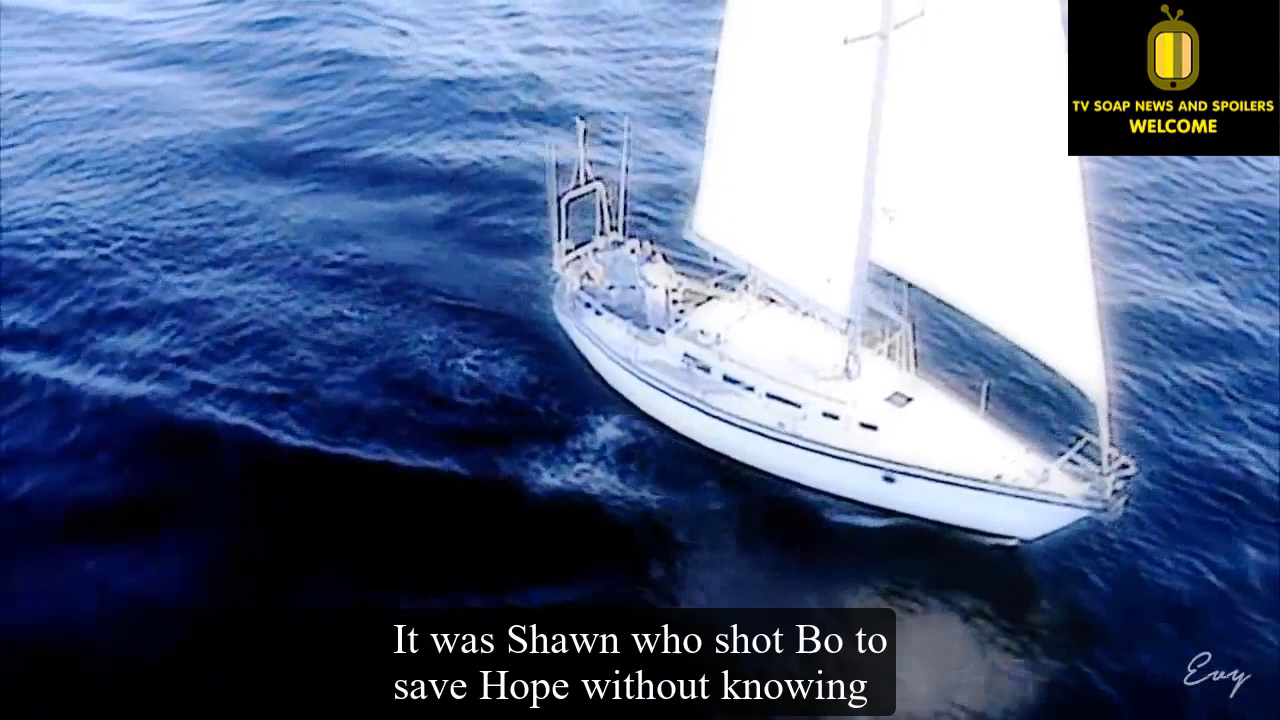 TV SOAP NEWS AND SPOILERS
WELCOME
It was Shawn who shot Bo to
save Hope without knowing
Evy